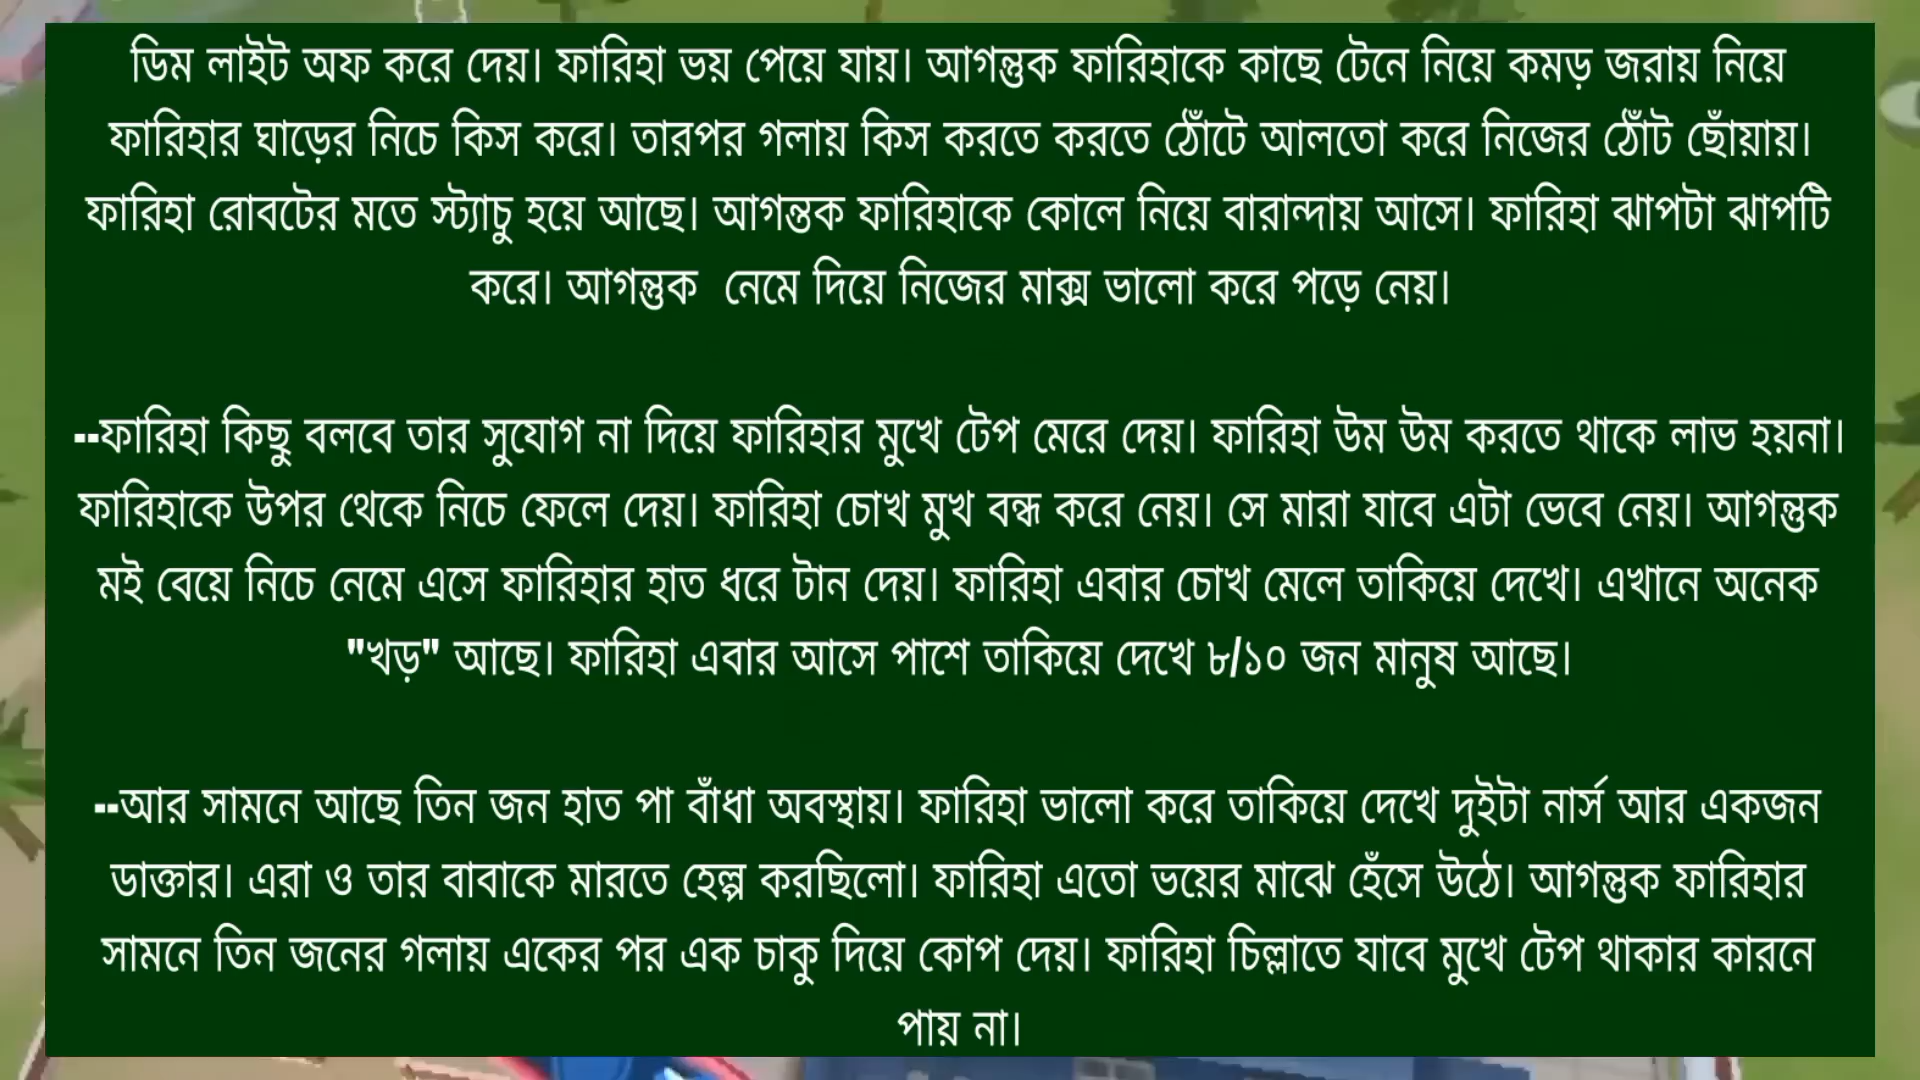 ডিম লাইট অফ করে দেয়। ফারিহা ভয় পেয়ে যায়। আগন্তুক ফারিহাকে কাছে টেনে নিয়ে কমড় জরায় নিয়ে
ফারিহার ঘাড়ের নিচে কিস করে। তারপর গলায় কিস করতে করতে ঠোঁটে আলতো করে নিজের ঠোঁট ছোঁয়ায়।
ফারিহা রোবটের মতে স্ট্যাচু হয়ে আছে। আগন্তক ফারিহাকে কোলে নিয়ে বারান্দায় আসে। ফারিহা ঝাপটা ঝাপটি
করে। আগন্তুক  নেমে দিয়ে নিজের মাক্স ভালো করে পড়ে নেয়।
--ফারিহা কিছু বলবে তার সুযোগ না দিয়ে ফারিহার মুখে টেপ মেরে দেয়। ফারিহা উম উম করতে থাকে লাভ হয়না।
ফারিহাকে উপর থেকে নিচে ফেলে দেয়। ফারিহা চোখ মুখ বন্ধ করে নেয়। সে মারা যাবে এটা ভেবে নেয়। আগন্তুক
মই বেয়ে নিচে নেমে এসে ফারিহার হাত ধরে টান দেয়। ফারিহা এবার চোখ মেলে তাকিয়ে দেখে। এখানে অনেক
"খড়" আছে। ফারিহা এবার আসে পাশে তাকিয়ে দেখে ৮/১০ জন মানুষ আছে।
--আর সামনে আছে তিন জন হাত পা বাঁধা অবস্থায়। ফারিহা ভালো করে তাকিয়ে দেখে দুইটা নার্স আর একজন
ডাক্তার। এরা ও তার বাবাকে মারতে হেল্প করছিলো। ফারিহা এতো ভয়ের মাঝে হেঁসে উঠে। আগন্তুক ফারিহার
সামনে তিন জনের গলায় একের পর এক চাকু দিয়ে কোপ দেয়। ফারিহা চিল্লাতে যাবে মুখে টেপ থাকার কারনে
পায় না।